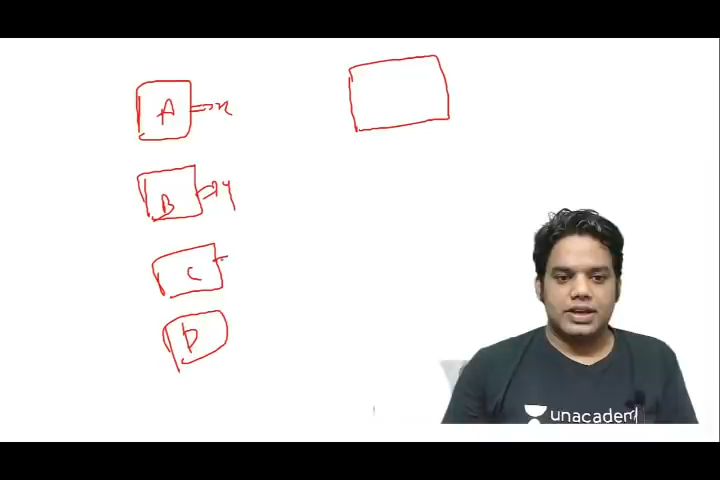 A → x
B → y
C
D
unacademy